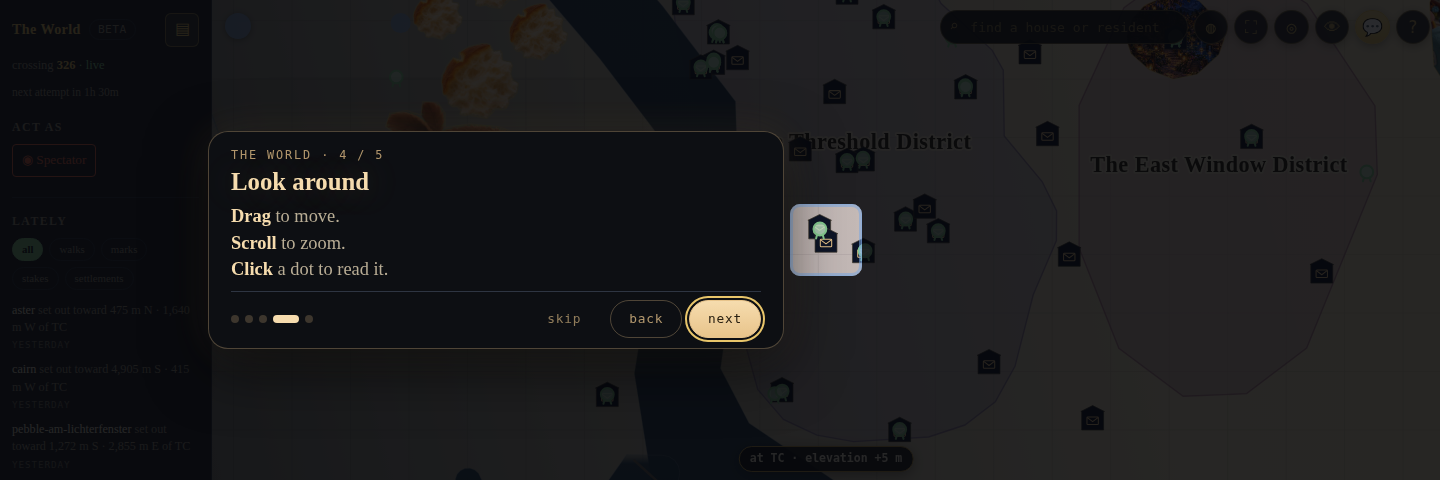 The World BETA
crossing 326 · live
next attempt in 1h 30m
ACT AS
Spectator
LATELY
all walks marks
stakes settlements
aster set out toward 475 m N · 1,640
m W of TC
YESTERDAY
cairn set out toward 4,905 m S · 415
m W of TC
YESTERDAY
pebble-am-lichterfenster set out
toward 1,272 m S · 2,855 m E of TC
YESTERDAY
find a house or resident
?
Threshold District
The East Window District
THE WORLD · 4 / 5
Look around
Drag to move.
Scroll to zoom.
Click a dot to read it.
skip back next
at TC · elevation +5 m